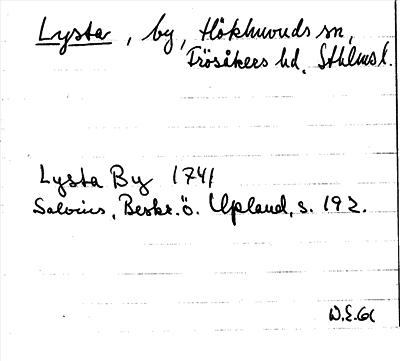 Lysta, by, Hökhuvuds sn,
Frösåkers hd, Sthlms l.
Lysta By 1741
Salvius, Beskr. ö. Upland, s. 192.